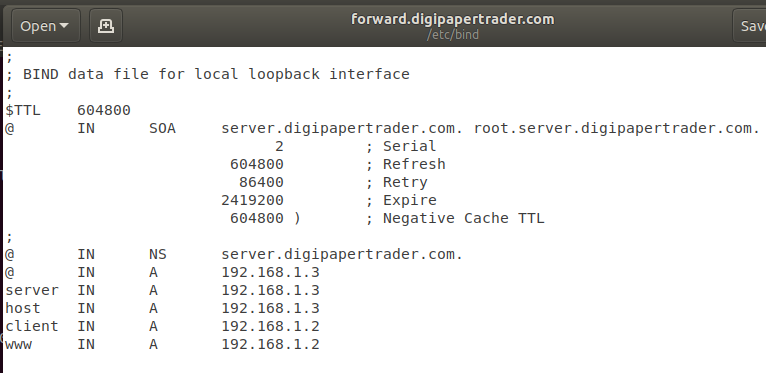 Open
forward.digipapertrader.com
/etc/bind
Sav
;
; BIND data file for local loopback interface
;
$TTL    604800
@       IN      SOA     server.digipapertrader.com. root.server.digipapertrader.com.
                              2         ; Serial
                         604800         ; Refresh
                          86400         ; Retry
                        2419200         ; Expire
                         604800 )       ; Negative Cache TTL
;
@       IN      NS      server.digipapertrader.com.
@       IN      A       192.168.1.3
server  IN      A       192.168.1.3
host    IN      A       192.168.1.3
client  IN      A       192.168.1.2
www     IN      A       192.168.1.2